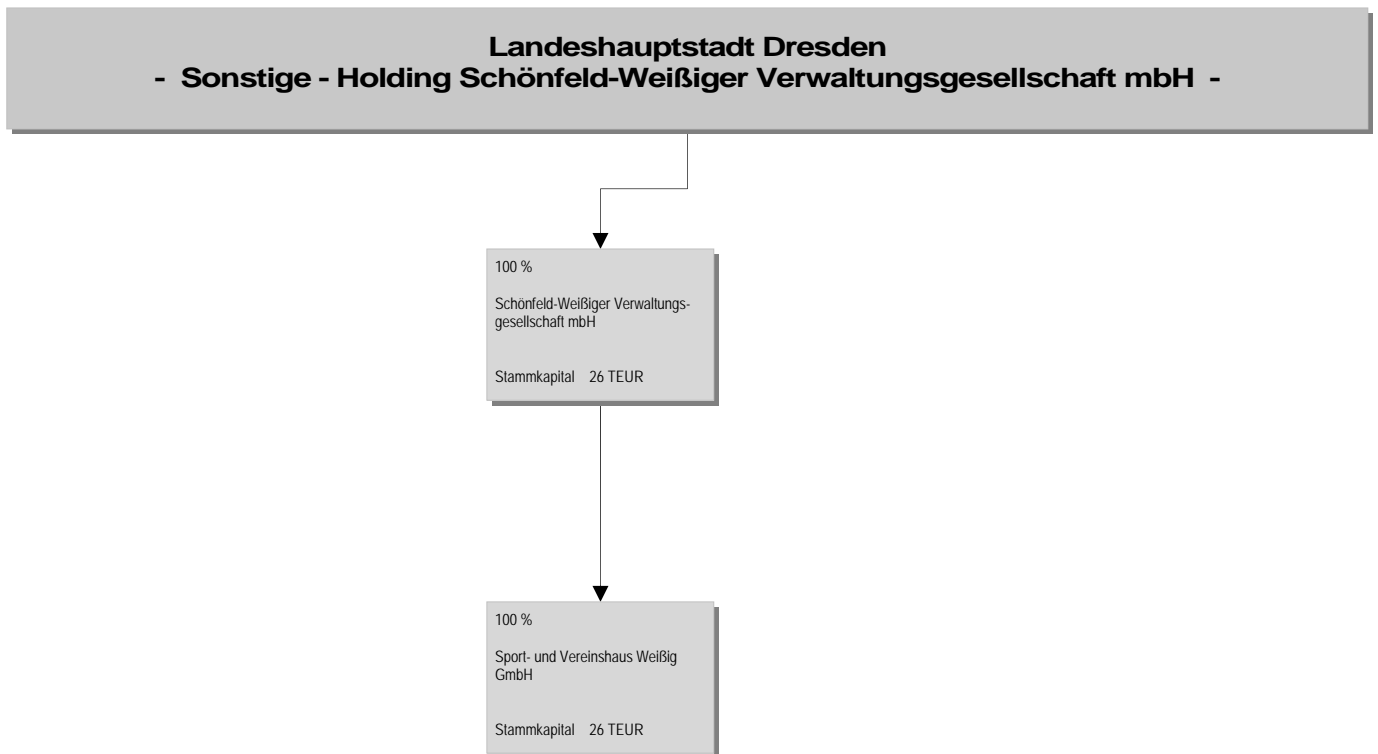 Landeshauptstadt Dresden
- Sonstige - Holding Schönfeld-Weißiger Verwaltungsgesellschaft mbH -
100 %
Schönfeld-Weißiger Verwaltungs-
gesellschaft mbH
Stammkapital 26 TEUR
100 %
Sport- und Vereinshaus Weißig
GmbH
Stammkapital 26 TEUR